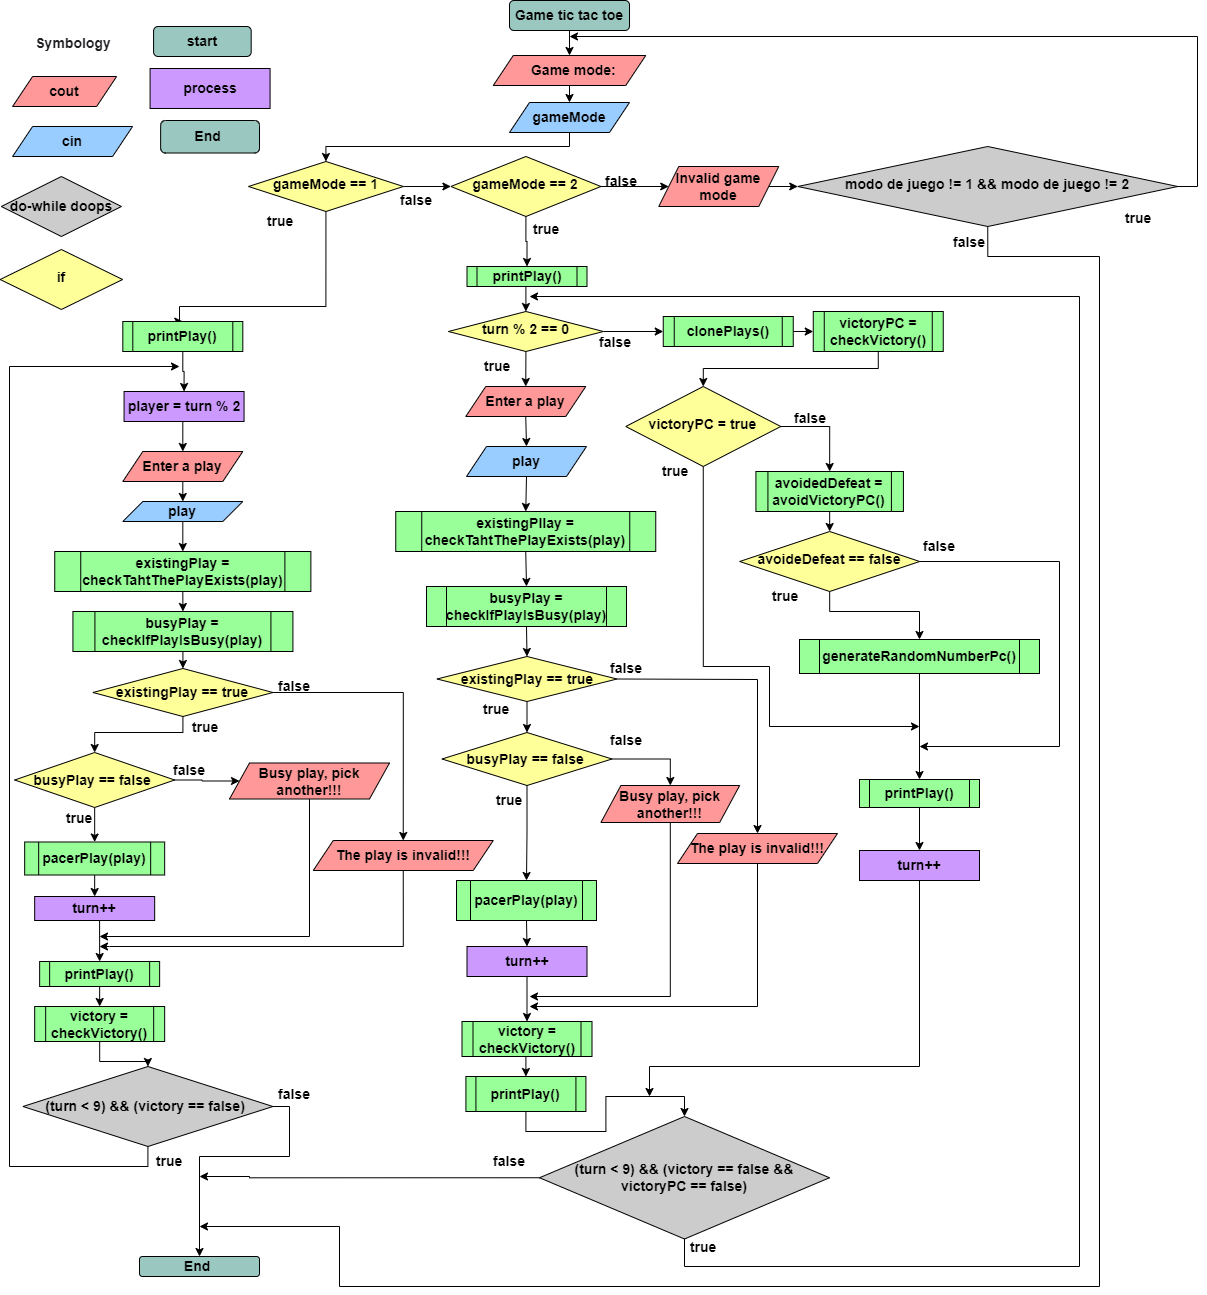 Game tic tac toe
Symbology
start
cout
process
cin
End
do-while doops
if
Game mode:
gameMode
gameMode == 1
false
true
gameMode == 2
false
true
Invalid game
mode
modo de juego != 1 && modo de juego != 2
true
false
printPlay()
player = turn % 2
Enter a play
play
existingPlay =
checkTahtThePlayExists(play)
busyPlay =
checkIfPlayIsBusy(play)
existingPlay == true
false
true
busyPlay == false
false
true
Busy play, pick
another!!!
The play is invalid!!!
pacerPlay(play)
turn++
printPlay()
victory =
checkVictory()
(turn < 9) && (victory == false)
false
true
printPlay()
turn % 2 == 0
false
true
Enter a play
play
existingPllay =
checkTahtThePlayExists(play)
busyPlay =
checkIfPlayIsBusy(play)
existingPlay == true
false
true
busyPlay == false
false
true
Busy play, pick
another!!!
The play is invalid!!!
pacerPlay(play)
turn++
victory =
checkVictory()
printPlay()
clonePlays()
victoryPC =
checkVictory()
victoryPC = true
false
true
avoidedDefeat =
avoidVictoryPC()
avoideDefeat == false
false
true
generateRandomNumberPc()
printPlay()
turn++
(turn < 9) && (victory == false &&
victoryPC == false)
false
true
End